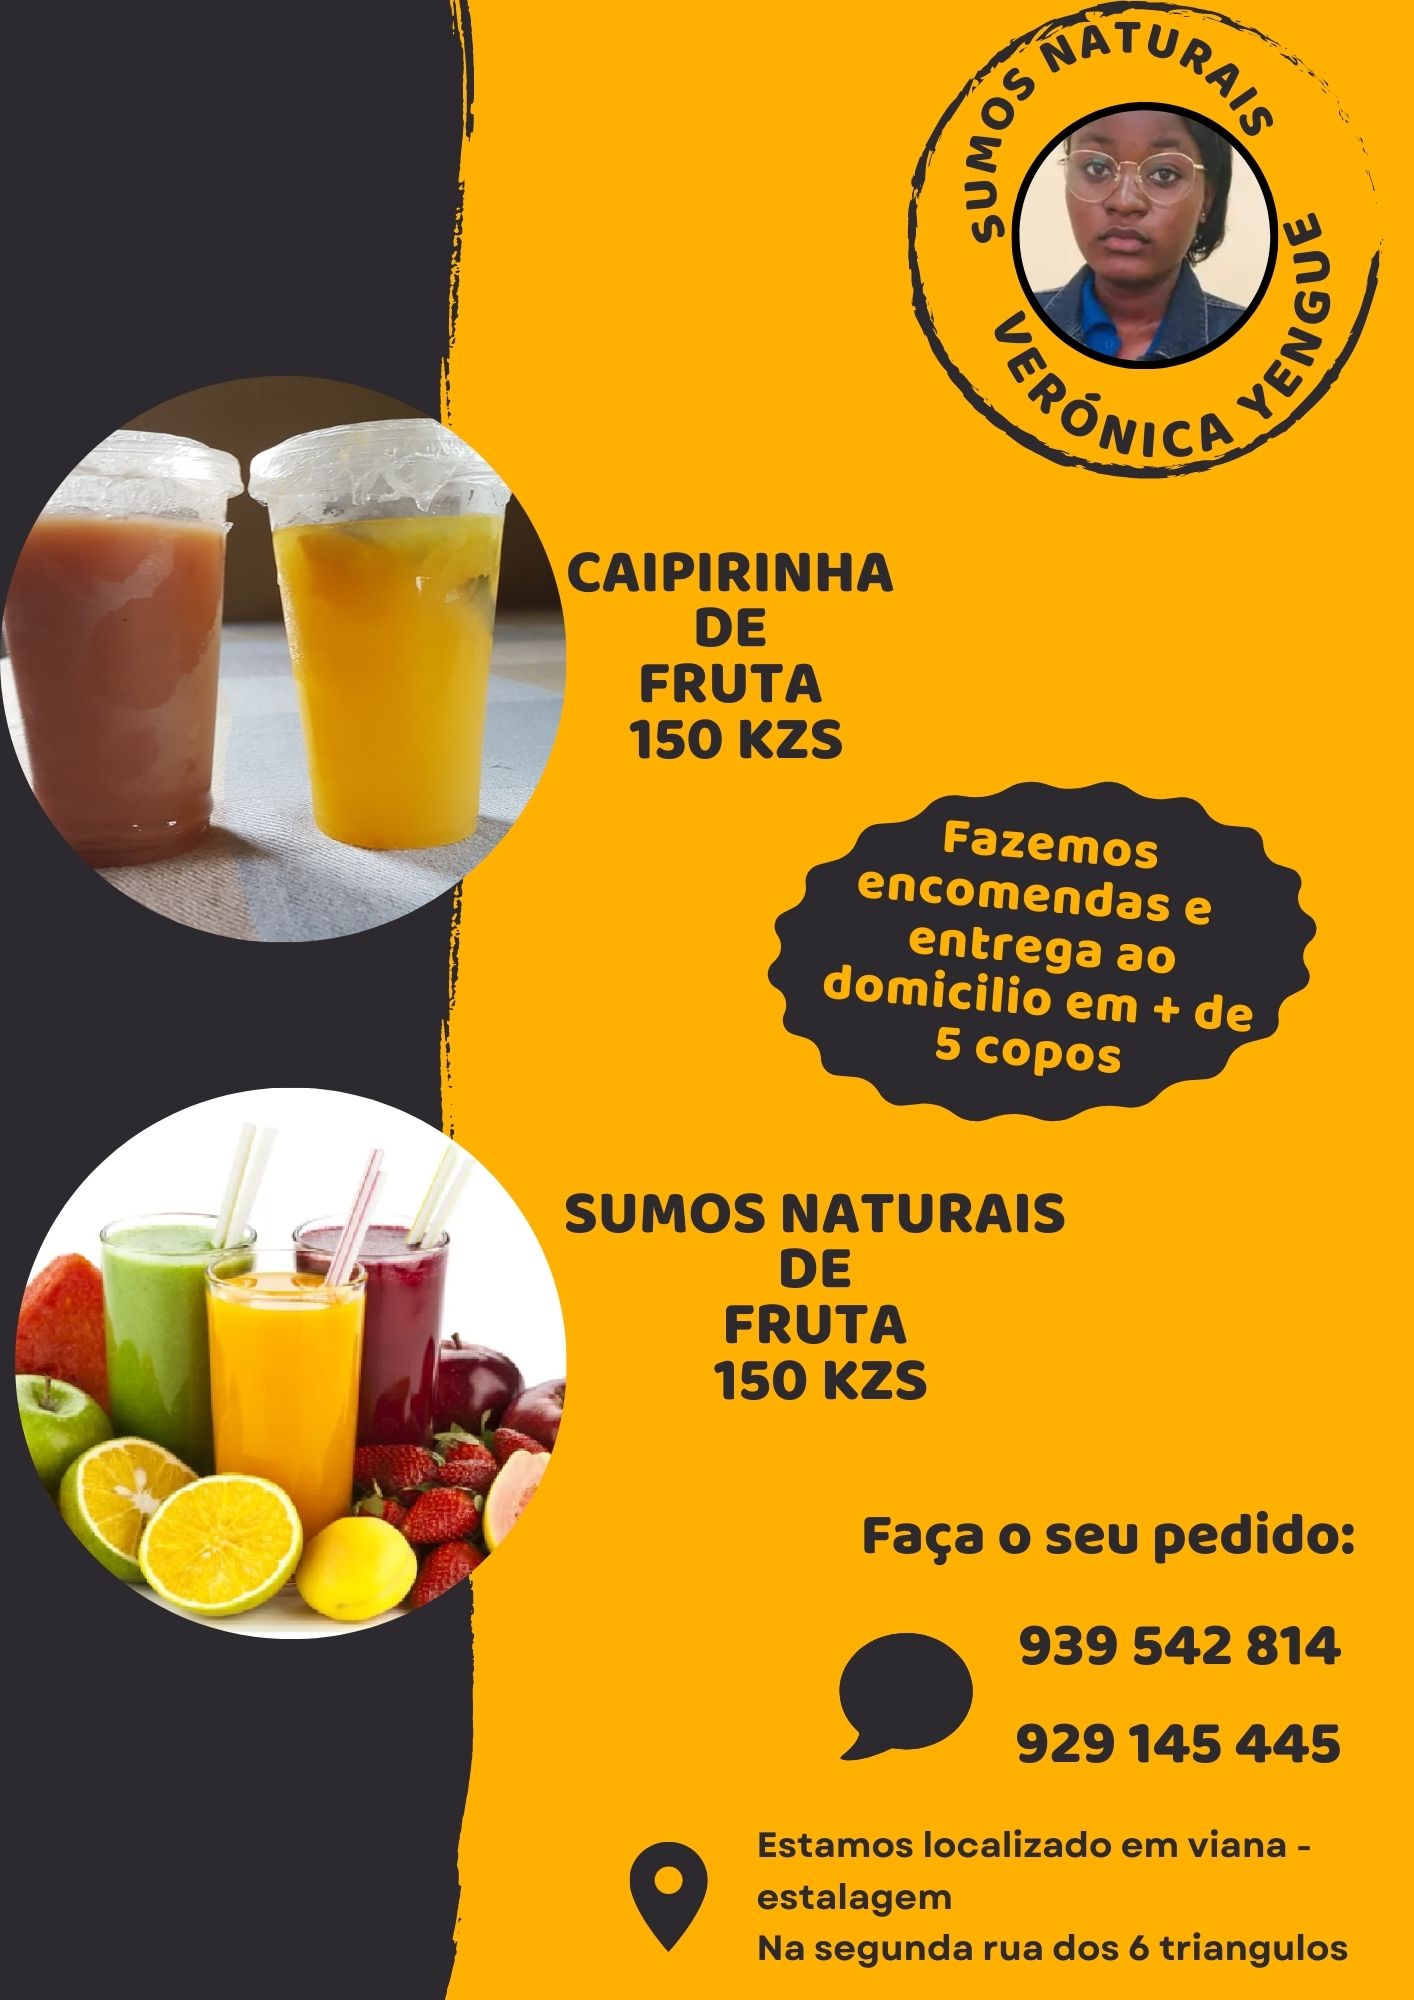 SUMOS NATURAIS
VERÓNICA YENGUE
CAIPIRINHA
DE
FRUTA
150 KZS
Fazemos
encomendas e
entrega ao
domicilio em + de
5 copos
SUMOS NATURAIS
DE
FRUTA
150 KZS
Faça o seu pedido:
939 542 814
929 145 445
Estamos localizado em viana -
estalagem
Na segunda rua dos 6 triangulos